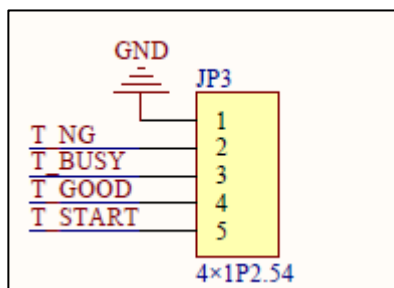 GND
JP3
1
T_NG 2
T_BUSY 3
T_GOOD 4
T_START 5
4×1P2.54